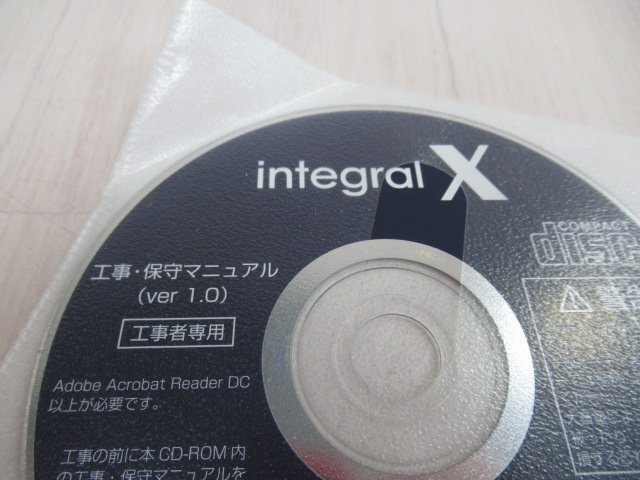 integral X
COMPACT
disc
工事・保守マニュアル
(ver 1.0)
工事者専用
Adobe Acrobat Reader DC
以上が必要です。
工事の前に本CD-ROM内
の工事・保守マニュアルを